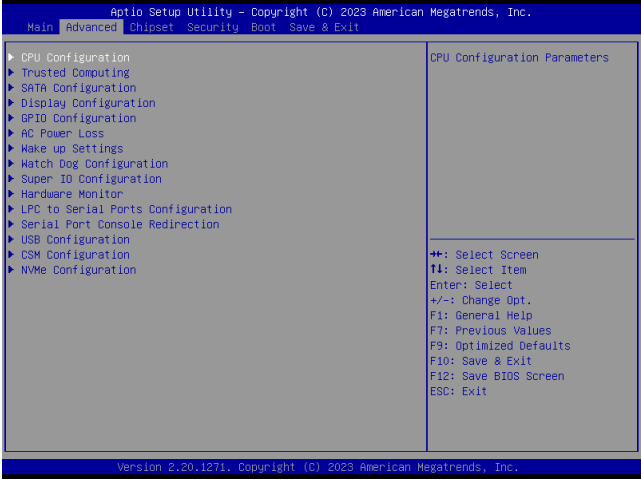 Aptio Setup Utility – Copyright (C) 2023 American Megatrends, Inc.
Main Advanced Chipset Security Boot Save & Exit
CPU Configuration
Trusted Computing
SATA Configuration
Display Configuration
GPIO Configuration
AC Power Loss
Wake up Settings
Watch Dog Configuration
Super IO Configuration
Hardware Monitor
LPC to Serial Ports Configuration
Serial Port Console Redirection
USB Configuration
CSM Configuration
NVMe Configuration
CPU Configuration Parameters
→←: Select Screen
↑↓: Select Item
Enter: Select
+/-: Change Opt.
F1: General Help
F7: Previous Values
F9: Optimized Defaults
F10: Save & Exit
F12: Save BIOS Screen
ESC: Exit
Version 2.20.1271. Copyright (C) 2023 American Megatrends, Inc.